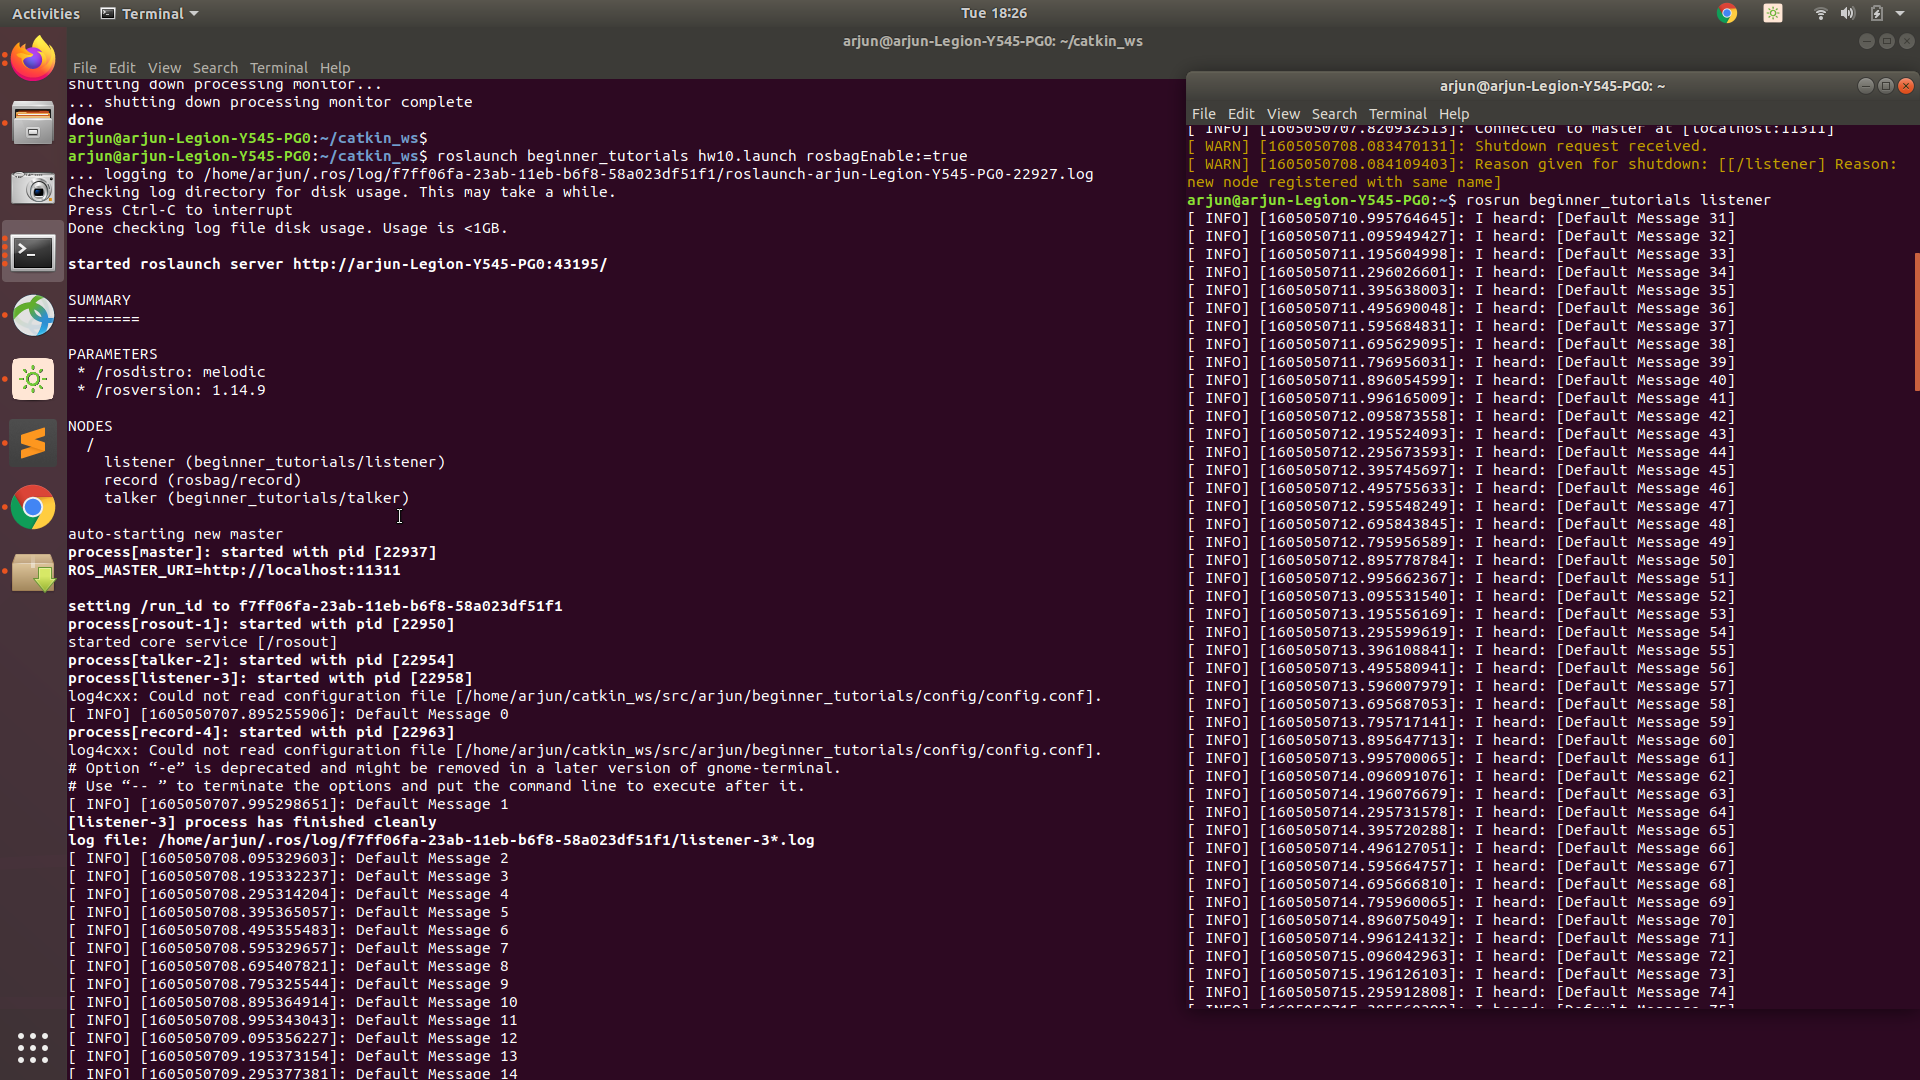 Activities Terminal Tue 18:26
arjun@arjun-Legion-Y545-PG0: ~/catkin_ws
File Edit View Search Terminal Help
shutting down processing monitor...
... shutting down processing monitor complete
done
arjun@arjun-Legion-Y545-PG0:~/catkin_ws$
arjun@arjun-Legion-Y545-PG0:~/catkin_ws$ roslaunch beginner_tutorials hw10.launch rosbagEnable:=true
... logging to /home/arjun/.ros/log/f7ff06fa-23ab-11eb-b6f8-58a023df51f1/roslaunch-arjun-Legion-Y545-PG0-22927.log
Checking log directory for disk usage. This may take a while.
Press Ctrl-C to interrupt
Done checking log file disk usage. Usage is <1GB.
started roslaunch server http://arjun-Legion-Y545-PG0:43195/
SUMMARY
========
PARAMETERS
* /rosdistro: melodic
* /rosversion: 1.14.9
NODES
/
listener (beginner_tutorials/listener)
record (rosbag/record)
talker (beginner_tutorials/talker)
auto-starting new master
process[master]: started with pid [22937]
ROS_MASTER_URI=http://localhost:11311
setting /run_id to f7ff06fa-23ab-11eb-b6f8-58a023df51f1
process[rosout-1]: started with pid [22950]
started core service [/rosout]
process[talker-2]: started with pid [22954]
process[listener-3]: started with pid [22958]
log4cxx: Could not read configuration file [/home/arjun/catkin_ws/src/arjun/beginner_tutorials/config/config.conf].
[ INFO] [1605050707.895255906]: Default Message 0
process[record-4]: started with pid [22963]
log4cxx: Could not read configuration file [/home/arjun/catkin_ws/src/arjun/beginner_tutorials/config/config.conf].
# Option “-e” is deprecated and might be removed in a later version of gnome-terminal.
# Use “-- ” to terminate the options and put the command line to execute after it.
[ INFO] [1605050707.995298651]: Default Message 1
[listener-3] process has finished cleanly
log file: /home/arjun/.ros/log/f7ff06fa-23ab-11eb-b6f8-58a023df51f1/listener-3*.log
[ INFO] [1605050708.095329603]: Default Message 2
[ INFO] [1605050708.195332237]: Default Message 3
[ INFO] [1605050708.295314204]: Default Message 4
[ INFO] [1605050708.395365057]: Default Message 5
[ INFO] [1605050708.495355483]: Default Message 6
[ INFO] [1605050708.595329657]: Default Message 7
[ INFO] [1605050708.695407821]: Default Message 8
[ INFO] [1605050708.795325544]: Default Message 9
[ INFO] [1605050708.895364914]: Default Message 10
[ INFO] [1605050708.995343043]: Default Message 11
[ INFO] [1605050709.095356227]: Default Message 12
[ INFO] [1605050709.195373154]: Default Message 13
[ INFO] [1605050709.295377381]: Default Message 14
arjun@arjun-Legion-Y545-PG0: ~
File Edit View Search Terminal Help
[ INFO] [1605050707.820932513]: Connected to master at [localhost:11311]
[ WARN] [1605050708.083470131]: Shutdown request received.
[ WARN] [1605050708.084109403]: Reason given for shutdown: [[/listener] Reason:
new node registered with same name]
arjun@arjun-Legion-Y545-PG0:~$ rosrun beginner_tutorials listener
[ INFO] [1605050710.995764645]: I heard: [Default Message 31]
[ INFO] [1605050711.095949427]: I heard: [Default Message 32]
[ INFO] [1605050711.195604998]: I heard: [Default Message 33]
[ INFO] [1605050711.296026601]: I heard: [Default Message 34]
[ INFO] [1605050711.395638003]: I heard: [Default Message 35]
[ INFO] [1605050711.495690048]: I heard: [Default Message 36]
[ INFO] [1605050711.595684831]: I heard: [Default Message 37]
[ INFO] [1605050711.695629095]: I heard: [Default Message 38]
[ INFO] [1605050711.796956031]: I heard: [Default Message 39]
[ INFO] [1605050711.896054599]: I heard: [Default Message 40]
[ INFO] [1605050711.996165009]: I heard: [Default Message 41]
[ INFO] [1605050712.095873558]: I heard: [Default Message 42]
[ INFO] [1605050712.195524093]: I heard: [Default Message 43]
[ INFO] [1605050712.295673593]: I heard: [Default Message 44]
[ INFO] [1605050712.395745697]: I heard: [Default Message 45]
[ INFO] [1605050712.495755633]: I heard: [Default Message 46]
[ INFO] [1605050712.595548249]: I heard: [Default Message 47]
[ INFO] [1605050712.695843845]: I heard: [Default Message 48]
[ INFO] [1605050712.795956589]: I heard: [Default Message 49]
[ INFO] [1605050712.895778784]: I heard: [Default Message 50]
[ INFO] [1605050712.995662367]: I heard: [Default Message 51]
[ INFO] [1605050713.095531540]: I heard: [Default Message 52]
[ INFO] [1605050713.195556169]: I heard: [Default Message 53]
[ INFO] [1605050713.295599619]: I heard: [Default Message 54]
[ INFO] [1605050713.396108841]: I heard: [Default Message 55]
[ INFO] [1605050713.495580941]: I heard: [Default Message 56]
[ INFO] [1605050713.596007979]: I heard: [Default Message 57]
[ INFO] [1605050713.695687053]: I heard: [Default Message 58]
[ INFO] [1605050713.795717141]: I heard: [Default Message 59]
[ INFO] [1605050713.895647713]: I heard: [Default Message 60]
[ INFO] [1605050713.995700065]: I heard: [Default Message 61]
[ INFO] [1605050714.096091076]: I heard: [Default Message 62]
[ INFO] [1605050714.196076679]: I heard: [Default Message 63]
[ INFO] [1605050714.295731578]: I heard: [Default Message 64]
[ INFO] [1605050714.395720288]: I heard: [Default Message 65]
[ INFO] [1605050714.496127051]: I heard: [Default Message 66]
[ INFO] [1605050714.595664757]: I heard: [Default Message 67]
[ INFO] [1605050714.695666810]: I heard: [Default Message 68]
[ INFO] [1605050714.795960065]: I heard: [Default Message 69]
[ INFO] [1605050714.896075049]: I heard: [Default Message 70]
[ INFO] [1605050714.996124132]: I heard: [Default Message 71]
[ INFO] [1605050715.096042963]: I heard: [Default Message 72]
[ INFO] [1605050715.196126103]: I heard: [Default Message 73]
[ INFO] [1605050715.295912808]: I heard: [Default Message 74]